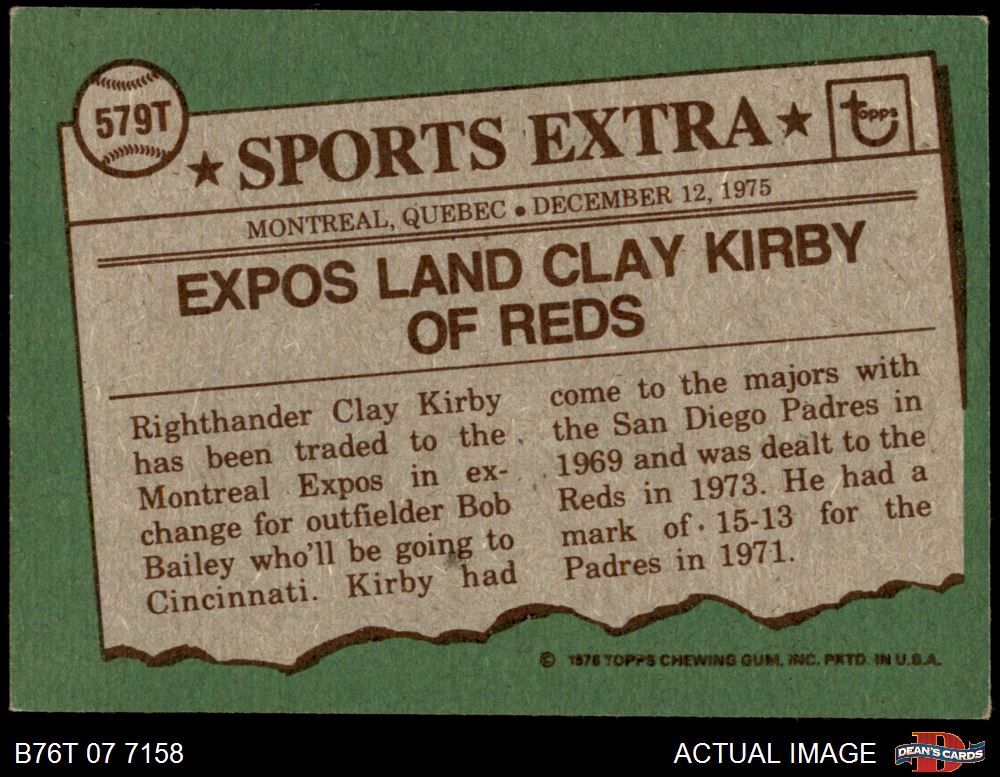 579T
★ SPORTS EXTRA ★
Topps
MONTREAL, QUEBEC • DECEMBER 12, 1975
EXPOS LAND CLAY KIRBY
OF REDS
Righthander Clay Kirby
has been traded to the
Montreal Expos in ex-
change for outfielder Bob
Bailey who'll be going to
Cincinnati. Kirby had
come to the majors with
the San Diego Padres in
1969 and was dealt to the
Reds in 1973. He had a
mark of 15-13 for the
Padres in 1971.
© 1976 TOPPS CHEWING GUM, INC. PRTD. IN U.S.A.
B76T 07 7158
ACTUAL IMAGE
D
DEAN'S CARDS